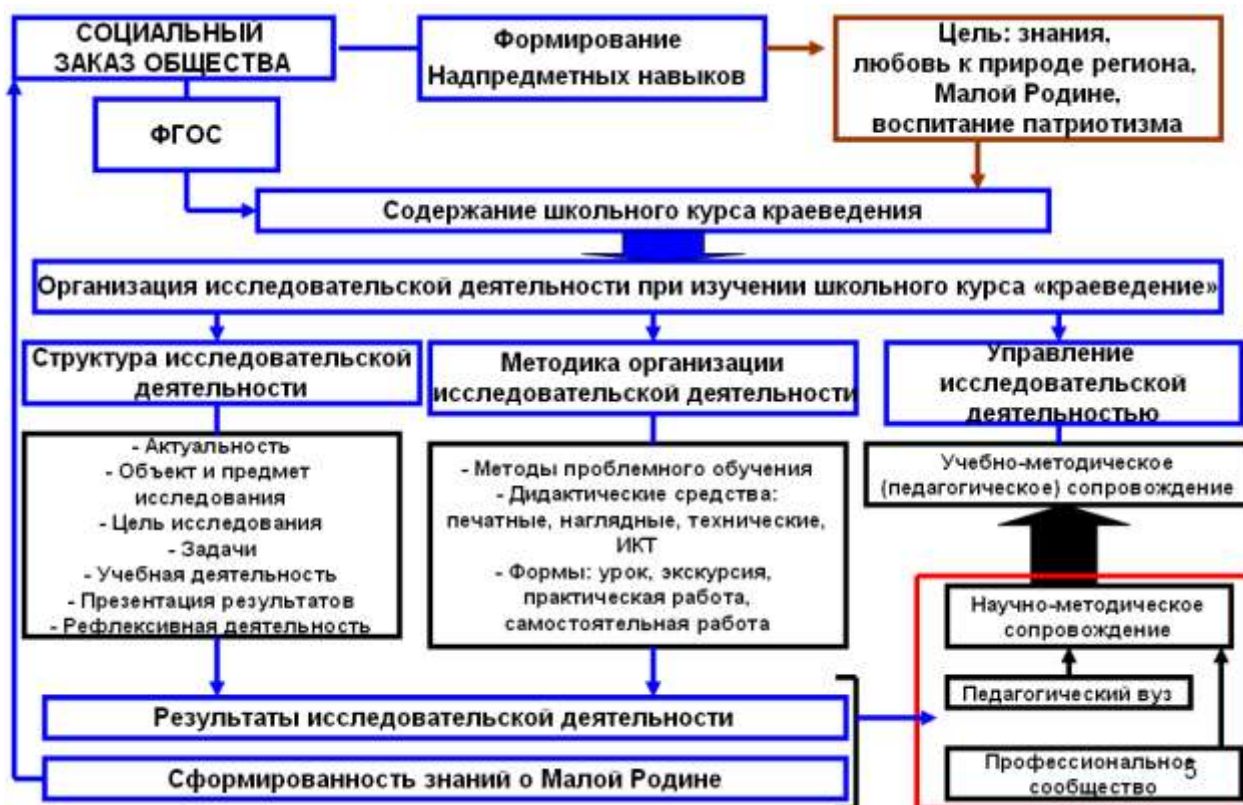 СОЦИАЛЬНЫЙ
ЗАКАЗ ОБЩЕСТВА
Формирование
Надпредметных навыков
Цель: знания,
любовь к природе региона,
Малой Родине,
воспитание патриотизма
ФГОС
Содержание школьного курса краеведения
Организация исследовательской деятельности при изучении школьного курса «краеведение»
Структура исследовательской
деятельности
Методика организации
исследовательской деятельности
Управление
исследовательской
деятельностью
- Актуальность
- Объект и предмет
исследования
- Цель исследования
- Задачи
- Учебная деятельность
- Презентация результатов
- Рефлексивная деятельность
- Методы проблемного обучения
- Дидактические средства:
печатные, наглядные, технические,
ИКТ
- Формы: урок, экскурсия,
практическая работа,
самостоятельная работа
Учебно-методическое
(педагогическое) сопровождение
Научно-методическое
сопровождение
Педагогический вуз
Профессиональное
сообщество
5
Результаты исследовательской деятельности
Сформированность знаний о Малой Родине